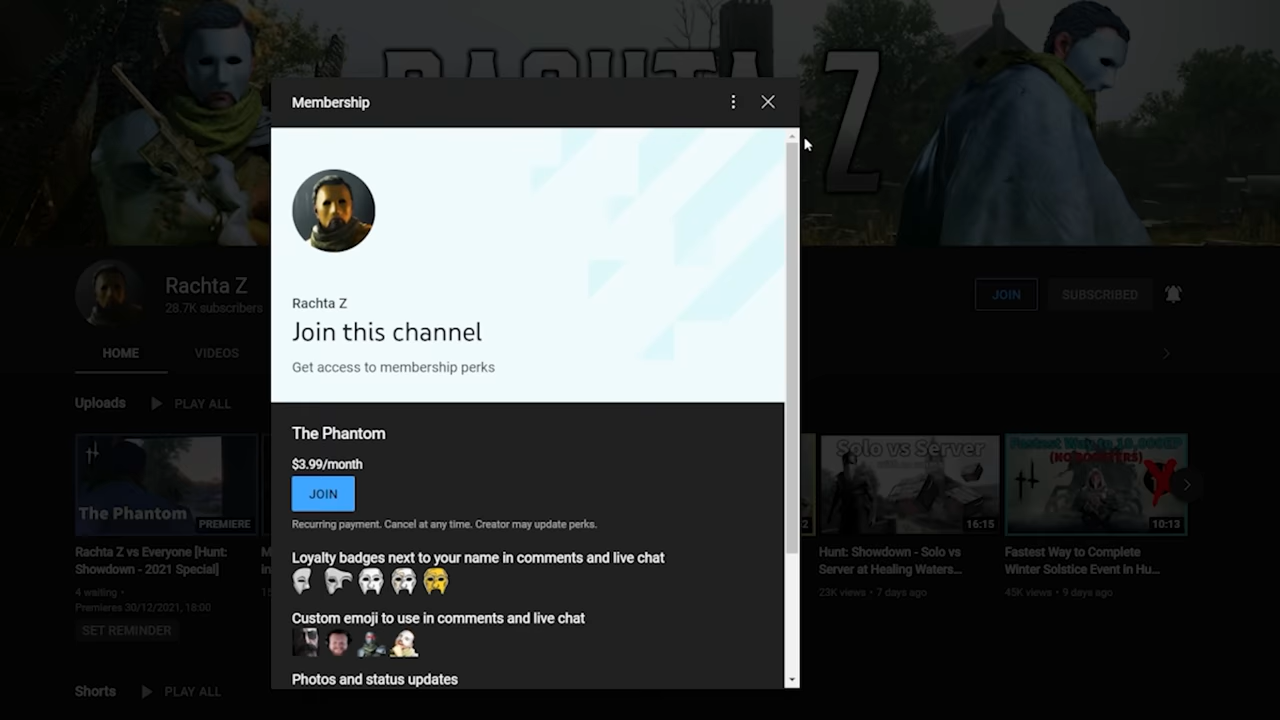 RACHTA Z
Membership
Rachta Z
Join this channel
Get access to membership perks
The Phantom
$3.99/month
JOIN
Recurring payment. Cancel at any time. Creator may update perks.
Loyalty badges next to your name in comments and live chat
Custom emoji to use in comments and live chat
Photos and status updates
Rachta Z
28.7K subscribers
JOIN
SUBSCRIBED
HOME
VIDEOS
Uploads
PLAY ALL
The Phantom
PREMIERE
Rachta Z vs Everyone [Hunt:
Showdown - 2021 Special]
4 waiting •
Premieres 30/12/2021, 18:00
SET REMINDER
Solo vs Server
16:15
Hunt: Showdown - Solo vs
Server at Healing Waters...
23K views • 7 days ago
(NO BOOSTERS)
10:13
Fastest Way to Complete
Winter Solstice Event in Hu...
45K views • 9 days ago
Shorts
PLAY ALL